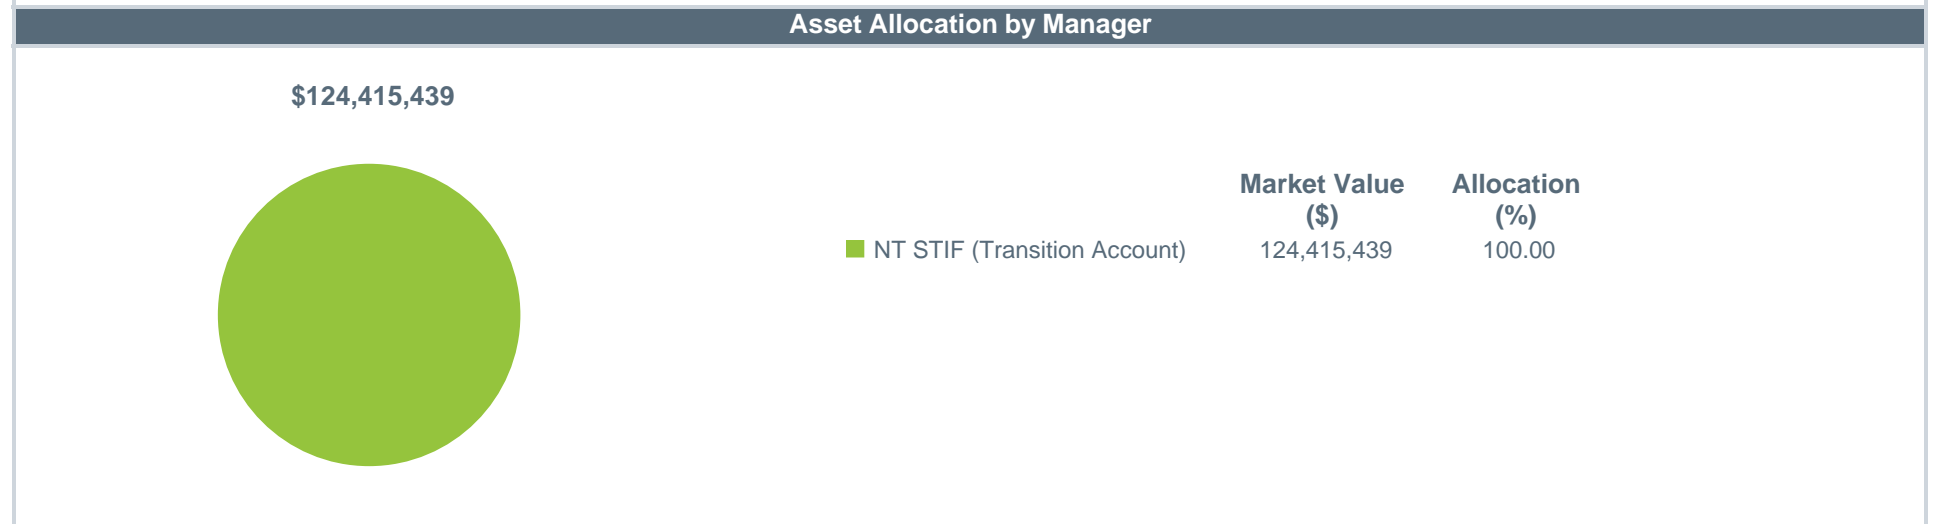 Asset Allocation by Manager
$124,415,439
Market Value Allocation
($) (%)
NT STIF (Transition Account) 124,415,439 100.00